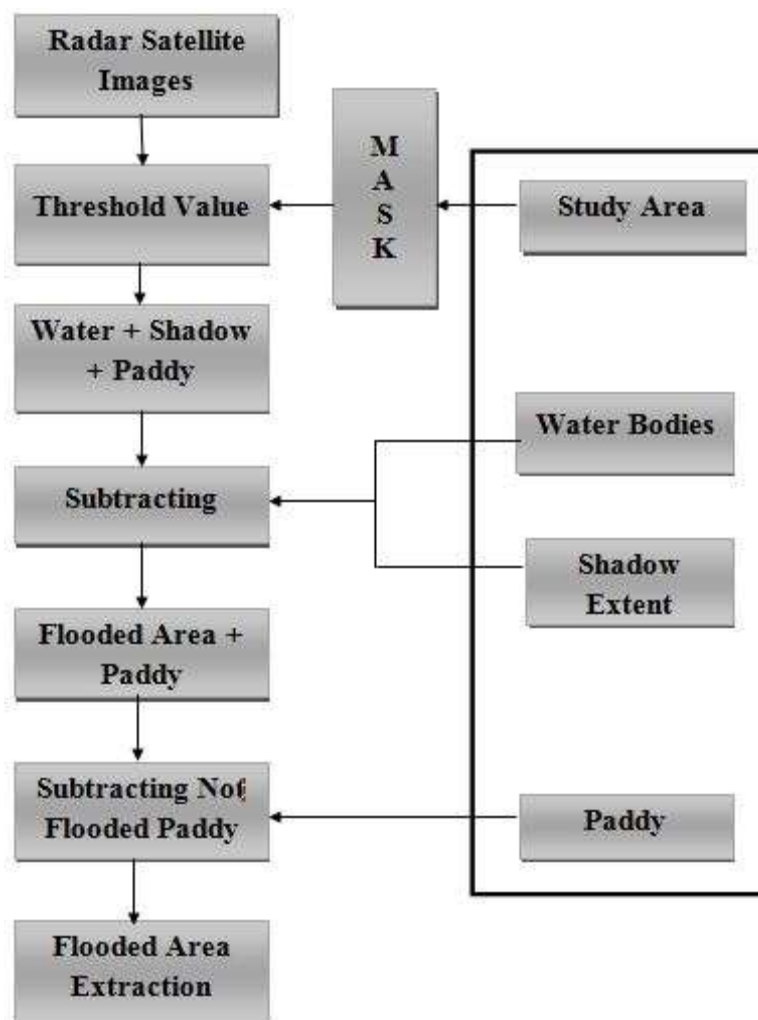 Radar Satellite
Images
M
A
S
K
Threshold Value
Study Area
Water + Shadow
+ Paddy
Water Bodies
Subtracting
Shadow
Extent
Flooded Area +
Paddy
Subtracting Not
Flooded Paddy
Paddy
Flooded Area
Extraction